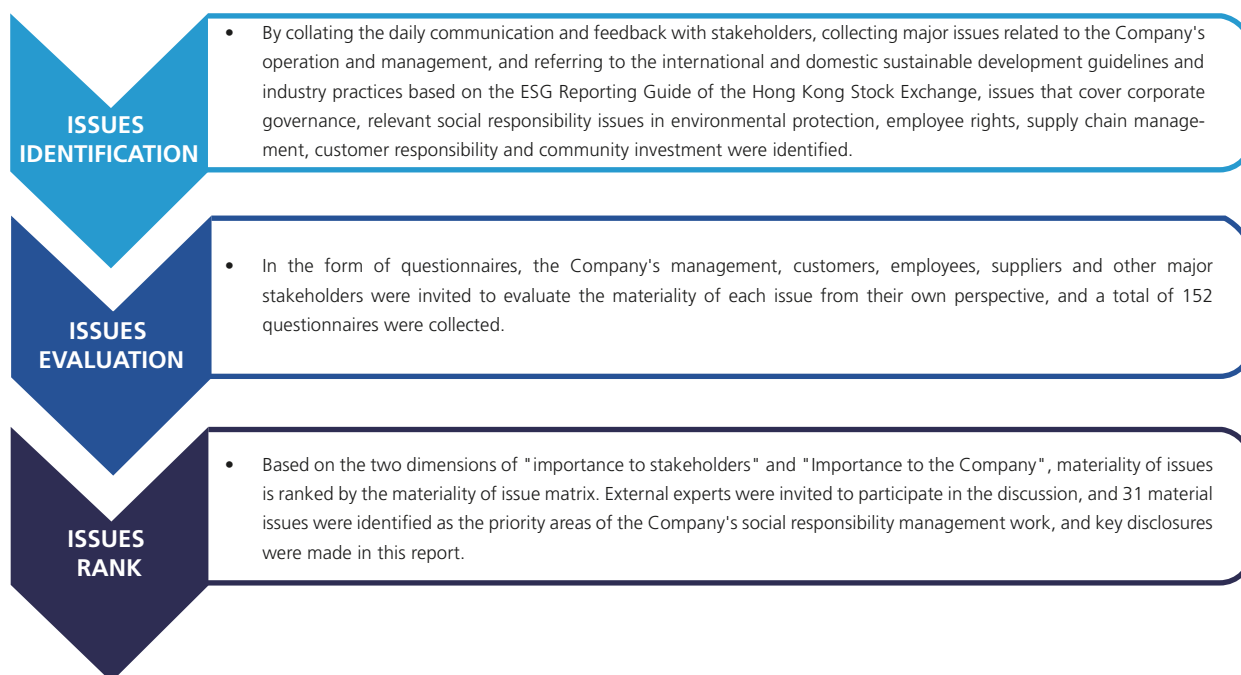 ISSUES
IDENTIFICATION
• By collating the daily communication and feedback with stakeholders, collecting major issues related to the Company's
operation and management, and referring to the international and domestic sustainable development guidelines and
industry practices based on the ESG Reporting Guide of the Hong Kong Stock Exchange, issues that cover corporate
governance, relevant social responsibility issues in environmental protection, employee rights, supply chain manage-
ment, customer responsibility and community investment were identified.
ISSUES
EVALUATION
• In the form of questionnaires, the Company's management, customers, employees, suppliers and other major
stakeholders were invited to evaluate the materiality of each issue from their own perspective, and a total of 152
questionnaires were collected.
ISSUES
RANK
• Based on the two dimensions of "importance to stakeholders" and "Importance to the Company", materiality of issues
is ranked by the materiality of issue matrix. External experts were invited to participate in the discussion, and 31 material
issues were identified as the priority areas of the Company's social responsibility management work, and key disclosures
were made in this report.